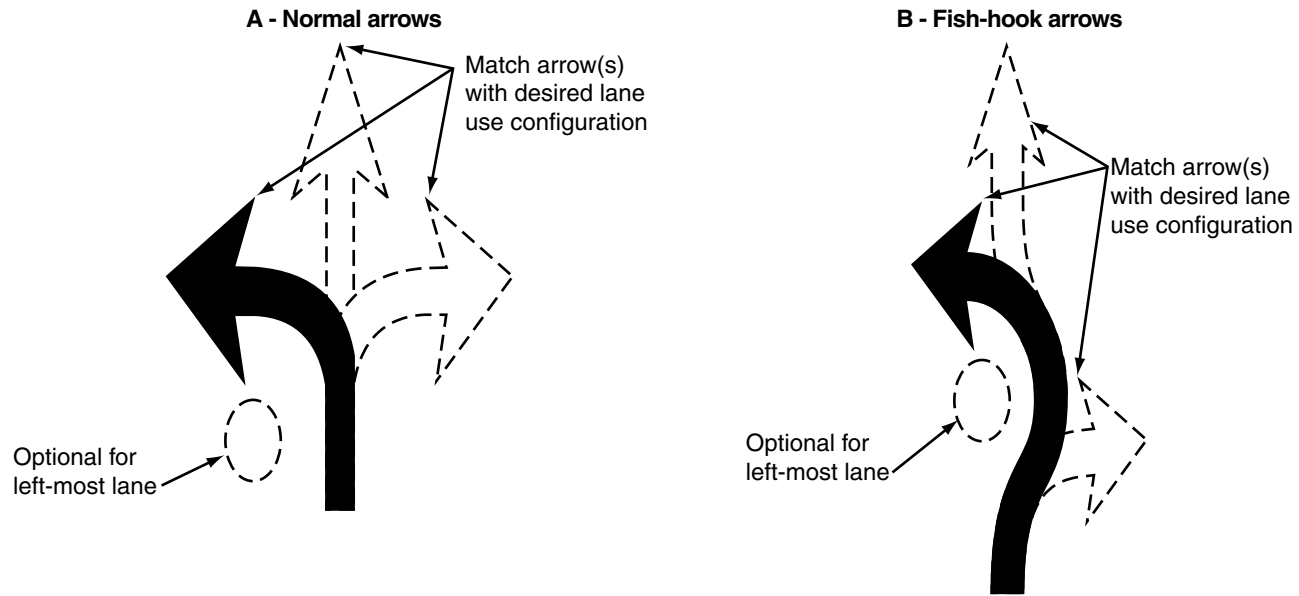 A - Normal arrows
Match arrow(s)
with desired lane
use configuration
Optional for
left-most lane
B - Fish-hook arrows
Match arrow(s)
with desired lane
use configuration
Optional for
left-most lane